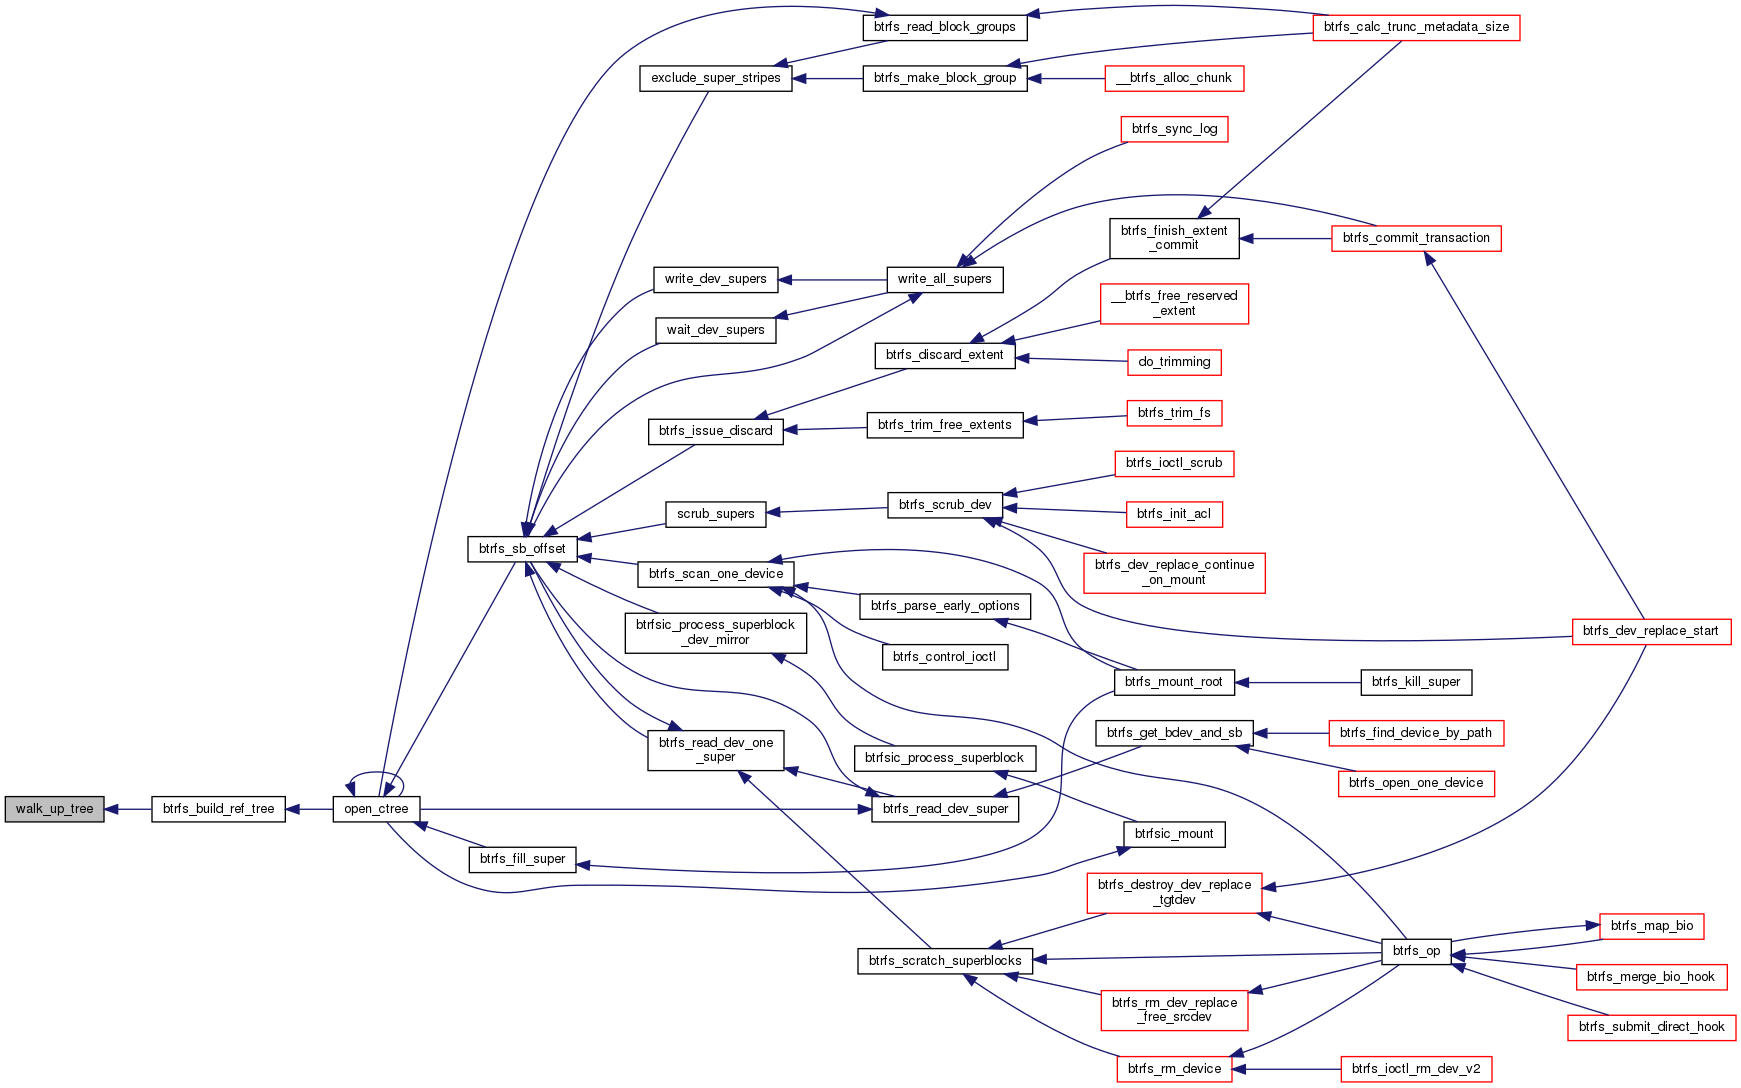 btrfs_read_block_groups
btrfs_calc_trunc_metadata_size
exclude_super_stripes
btrfs_make_block_group
__btrfs_alloc_chunk
btrfs_sync_log
btrfs_finish_extent
_commit
btrfs_commit_transaction
write_dev_supers
write_all_supers
__btrfs_free_reserved
_extent
wait_dev_supers
btrfs_discard_extent
do_trimming
btrfs_issue_discard
btrfs_trim_free_extents
btrfs_trim_fs
btrfs_ioctl_scrub
scrub_supers
btrfs_scrub_dev
btrfs_init_acl
btrfs_sb_offset
btrfs_scan_one_device
btrfs_dev_replace_continue
_on_mount
btrfs_parse_early_options
btrfsic_process_superblock
_dev_mirror
btrfs_control_ioctl
btrfs_dev_replace_start
btrfs_mount_root
btrfs_kill_super
btrfs_read_dev_one
_super
btrfs_get_bdev_and_sb
btrfs_find_device_by_path
btrfsic_process_superblock
btrfs_open_one_device
walk_up_tree
btrfs_build_ref_tree
open_ctree
btrfs_read_dev_super
btrfsic_mount
btrfs_fill_super
btrfs_destroy_dev_replace
_tgtdev
btrfs_scratch_superblocks
btrfs_op
btrfs_map_bio
btrfs_merge_bio_hook
btrfs_rm_dev_replace
_free_srcdev
btrfs_submit_direct_hook
btrfs_rm_device
btrfs_ioctl_rm_dev_v2